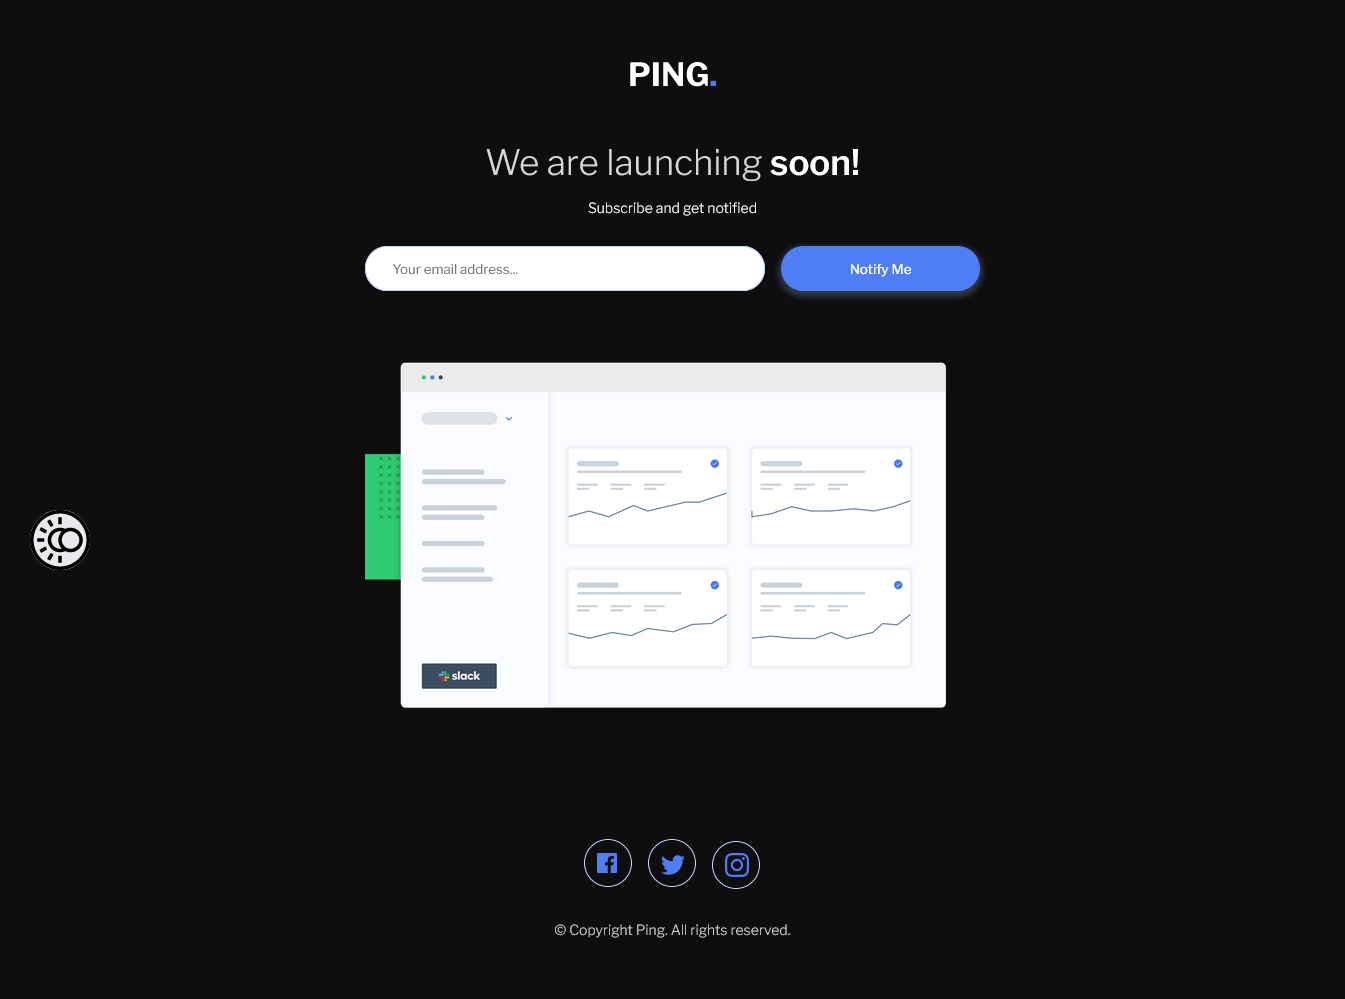 PING.
We are launching soon!
Subscribe and get notified
Your email address...
Notify Me
slack
© Copyright Ping. All rights reserved.